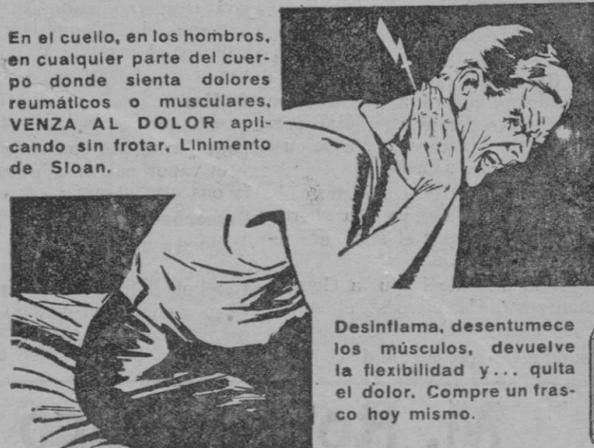 En el cuello, en los hombros,
en cualquier parte del cuer-
po donde sienta dolores
reumáticos o musculares,
VENZA AL DOLOR apli-
cando sin frotar, Linimento
de Sloan.
Desinflama, desentumece
los músculos, devuelve
la flexibilidad y... quita
el dolor. Compre un fras-
co hoy mismo.